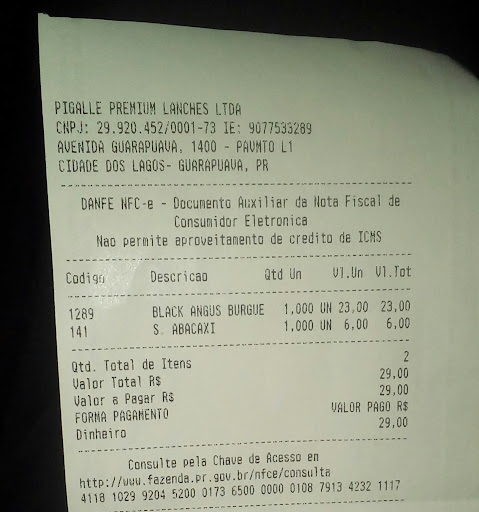 PIGALLE PREMIUM LANCHES LTDA
CNPJ: 29.920.452/0001-73 IE: 9077533289
AVENIDA GUARAPUAVA, 1400 - PAVMTO L1
CIDADE DOS LAGOS- GUARAPUAVA, PR
DANFE NFC-e - Documento Auxiliar da Nota Fiscal de
Consumidor Eletronica
Nao permite aproveitamento de credito de ICMS
Codigo Descricao Qtd Un Vl.Un Vl.Tot
1289 BLACK ANGUS BURGUE 1,000 UN 23,00 23,00
141 S. ABACAXI 1,000 UN 6,00 6,00
Qtd. Total de Itens 2
Valor Total R$ 29,00
Valor a Pagar R$ 29,00
FORMA PAGAMENTO VALOR PAGO R$
Dinheiro 29,00
Consulte pela Chave de Acesso em
http://www.fazenda.pr.gov.br/nfce/consulta
4118 1029 9204 5200 0173 6500 0000 0108 7913 4232 1117